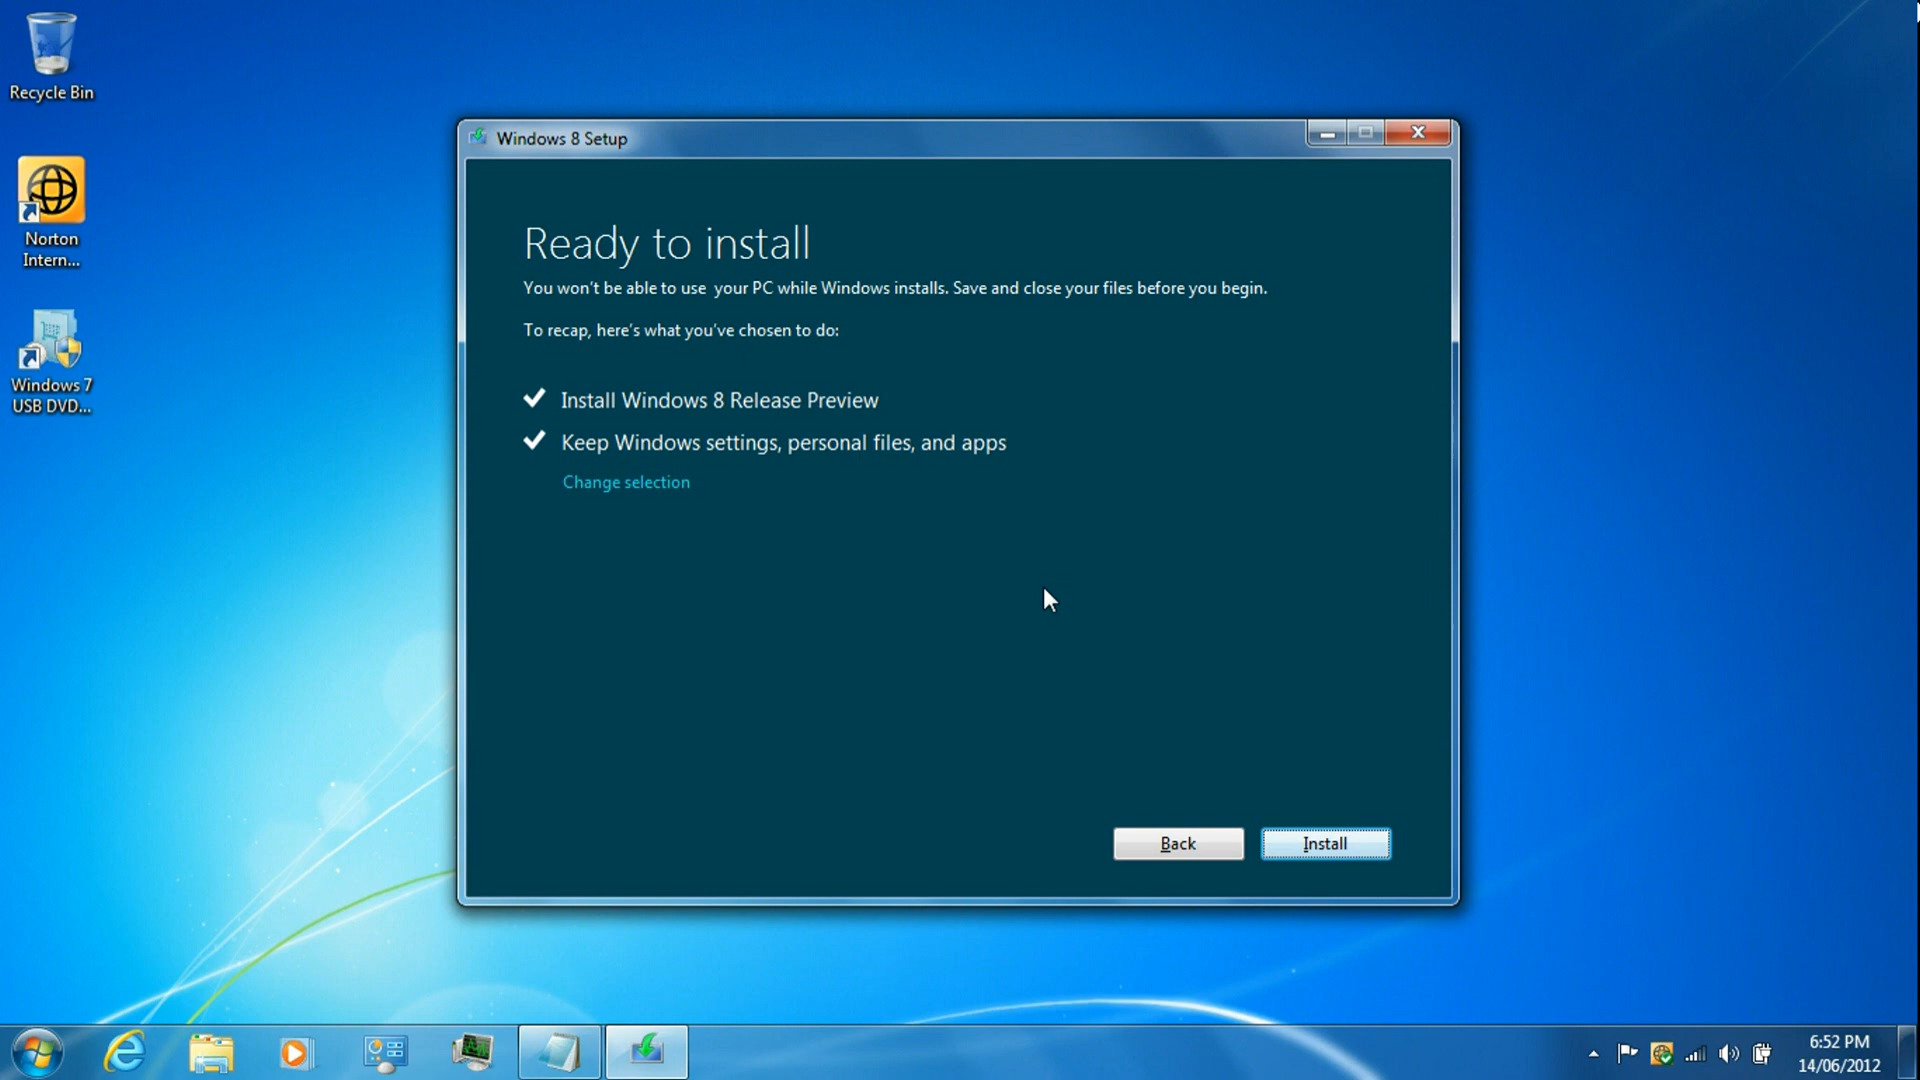 Recycle Bin
Norton
Intern...
Windows 7
USB DVD...
Windows 8 Setup
Ready to install
You won't be able to use your PC while Windows installs. Save and close your files before you begin.
To recap, here's what you've chosen to do:
Install Windows 8 Release Preview
Keep Windows settings, personal files, and apps
Change selection
Back
Install
6:52 PM
14/06/2012